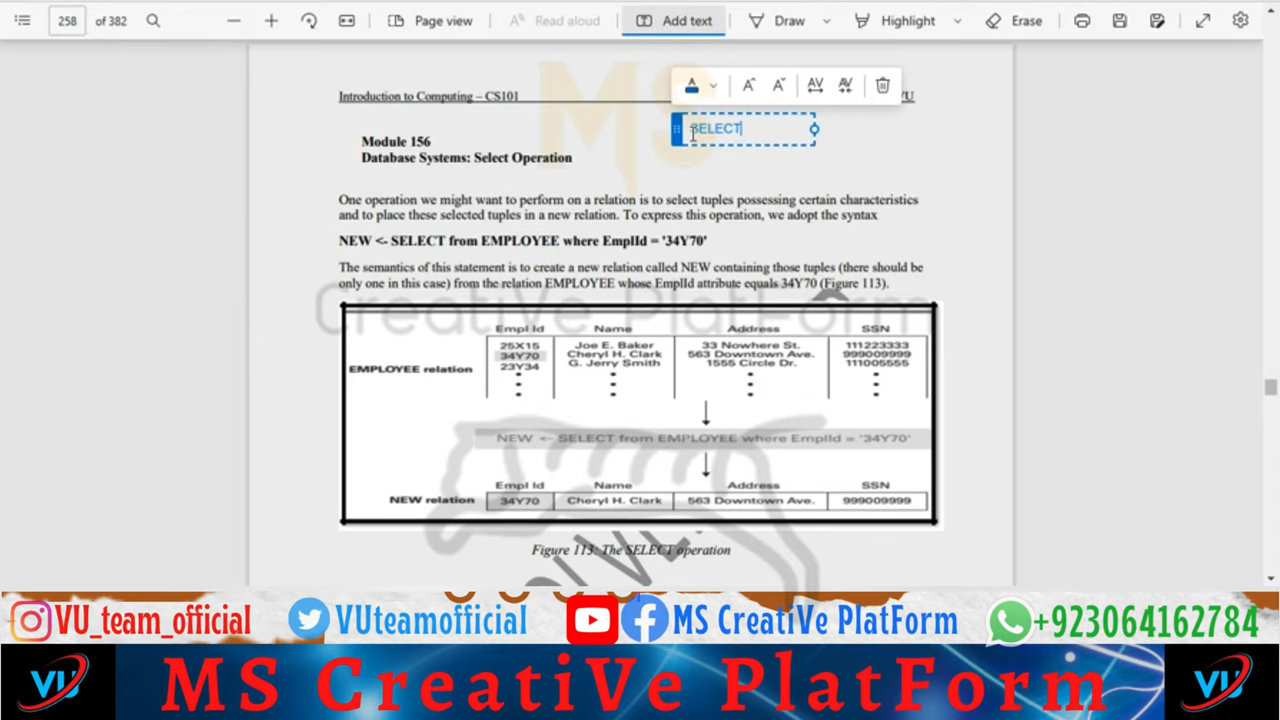 258 of 382
Page view
Read aloud
Add text
Draw
Highlight
Erase
Introduction to Computing – CS101
VU
SELECT
Module 156
Database Systems: Select Operation
One operation we might want to perform on a relation is to select tuples possessing certain characteristics
and to place these selected tuples in a new relation. To express this operation, we adopt the syntax
NEW <- SELECT from EMPLOYEE where EmplId = '34Y70'
The semantics of this statement is to create a new relation called NEW containing those tuples (there should be
only one in this case) from the relation EMPLOYEE whose EmplId attribute equals 34Y70 (Figure 113).
MS
CreatiVe PlatForm
Empl Id Name Address SSN
25X15 Joe E. Baker 33 Nowhere St. 111223333
34Y70 Cheryl H. Clark 563 Downtown Ave. 999009999
23Y34 G. Jerry Smith 1555 Circle Dr. 111005555
EMPLOYEE relation
NEW <- SELECT from EMPLOYEE where EmplId = '34Y70'
Empl Id Name Address SSN
NEW relation 34Y70 Cheryl H. Clark 563 Downtown Ave. 999009999
Figure 113: The SELECT operation
VU_team_official VUteamofficial MS CreatiVe PlatForm +923064162784
VU MS CreatiVe PlatForm VU